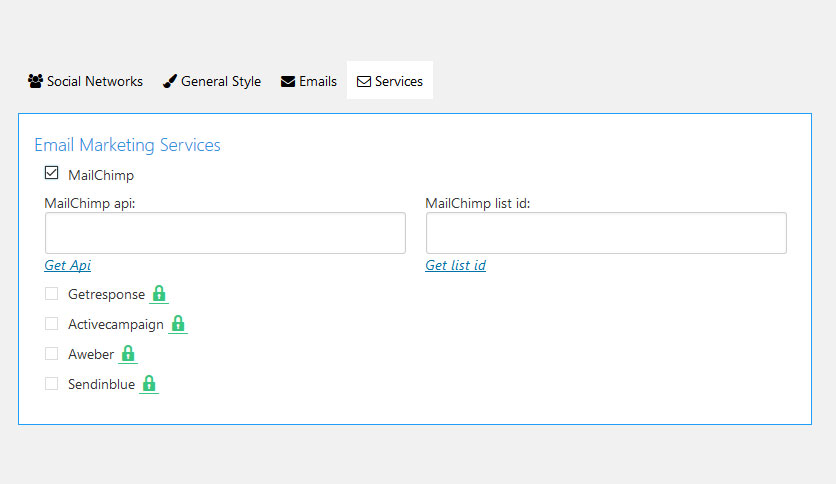 Social Networks General Style Emails Services
Email Marketing Services
MailChimp
MailChimp api: MailChimp list id:
Get Api Get list id
Getresponse
Activecampaign
Aweber
Sendinblue